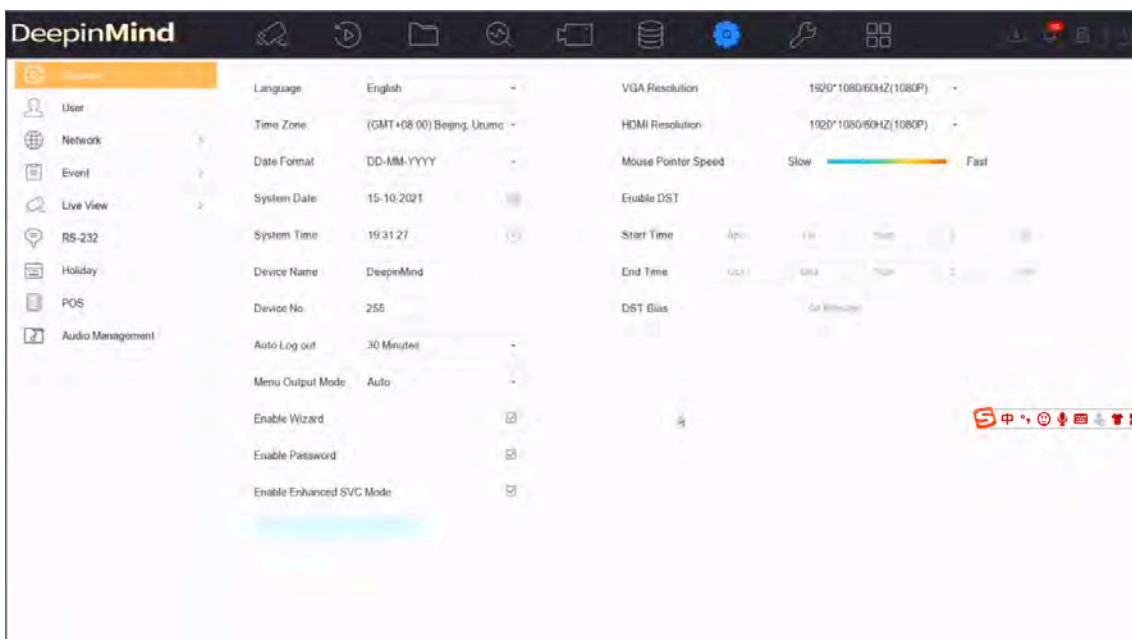 DeepinMind
User
Network
Event
Live View
RS-232
Holiday
POS
Audio Management
Language English
Time Zone (GMT+08:00) Beijing, Urumc
Date Format DD-MM-YYYY
System Date 15-10-2021
System Time 19:31:27
Device Name DeepinMind
Device No. 255
Auto Log out 30 Minutes
Menu Output Mode Auto
Enable Wizard
Enable Password
Enable Enhanced SVC Mode
VGA Resolution 1920*1080/60HZ(1080P)
HDMI Resolution 1920*1080/60HZ(1080P)
Mouse Pointer Speed Slow Fast
Enable DST
Start Time
End Time
DST Bias
中